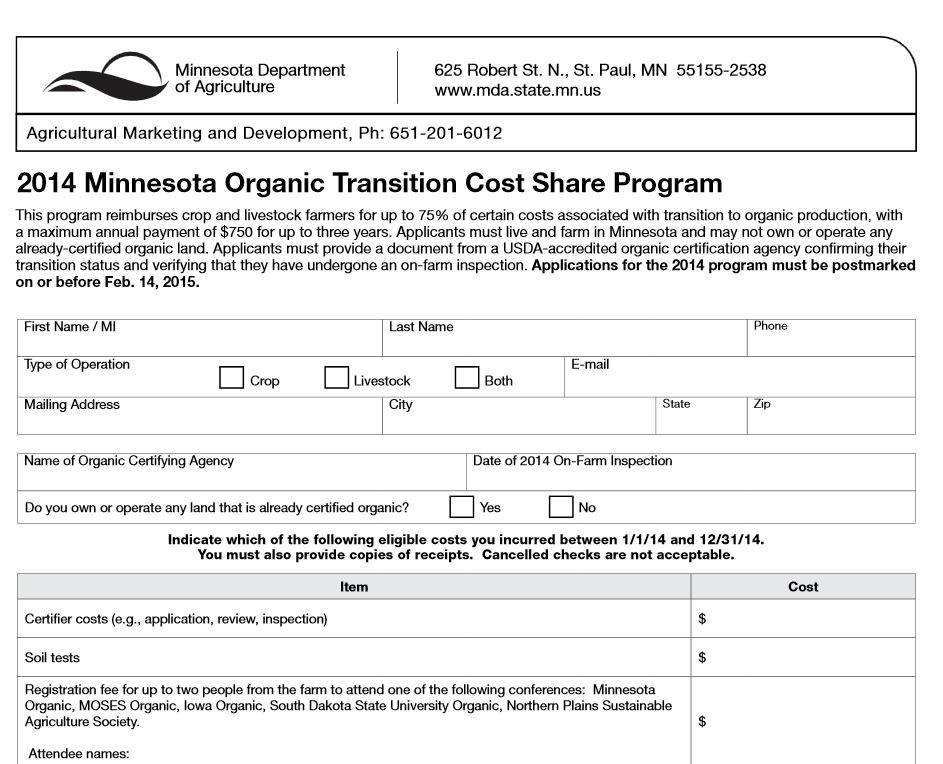 Minnesota Department
of Agriculture
625 Robert St. N., St. Paul, MN 55155-2538
www.mda.state.mn.us
Agricultural Marketing and Development, Ph: 651-201-6012
2014 Minnesota Organic Transition Cost Share Program
This program reimburses crop and livestock farmers for up to 75% of certain costs associated with transition to organic production, with
a maximum annual payment of $750 for up to three years. Applicants must live and farm in Minnesota and may not own or operate any
already-certified organic land. Applicants must provide a document from a USDA-accredited organic certification agency confirming their
transition status and verifying that they have undergone an on-farm inspection. Applications for the 2014 program must be postmarked
on or before Feb. 14, 2015.
First Name / MI
Last Name
Phone
Type of Operation
Crop
Livestock
Both
E-mail
Mailing Address
City
State
Zip
Name of Organic Certifying Agency
Date of 2014 On-Farm Inspection
Do you own or operate any land that is already certified organic?
Yes
No
Indicate which of the following eligible costs you incurred between 1/1/14 and 12/31/14.
You must also provide copies of receipts. Cancelled checks are not acceptable.
Item
Cost
Certifier costs (e.g., application, review, inspection)
$
Soil tests
$
Registration fee for up to two people from the farm to attend one of the following conferences: Minnesota
Organic, MOSES Organic, Iowa Organic, South Dakota State University Organic, Northern Plains Sustainable
Agriculture Society.
$
Attendee names: